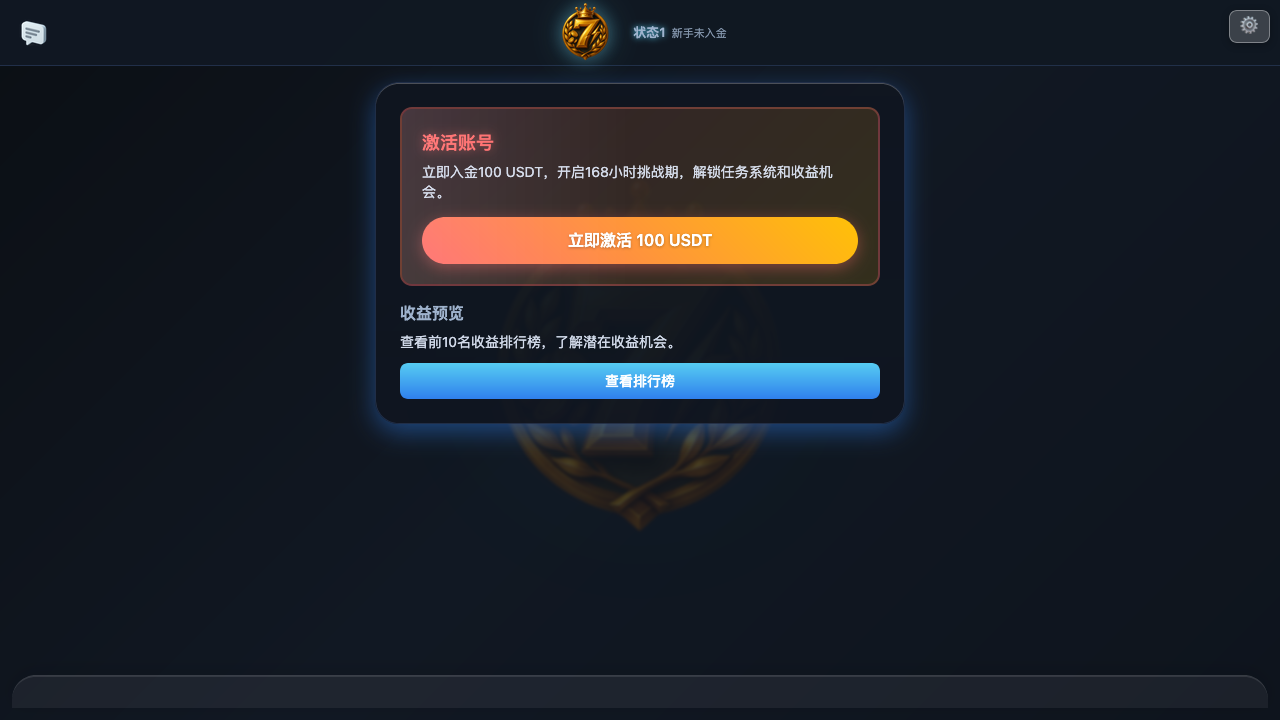 7
状态1 新手未入金
激活账号
立即入金100 USDT，开启168小时挑战期，解锁任务系统和收益机
会。
立即激活 100 USDT
收益预览
查看前10名收益排行榜，了解潜在收益机会。
查看排行榜